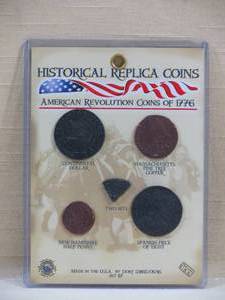 HISTORICAL REPLICA COINS
AMERICAN REVOLUTION COINS OF 1776
CONTINENTAL
DOLLAR
MASSACHUSETTS
PINE TREE
COPPER
TWO BITS
NEW HAMPSHIRE
HALF PENNY
SPANISH PIECE
OF EIGHT
MADE IN THE U.S.A. BY